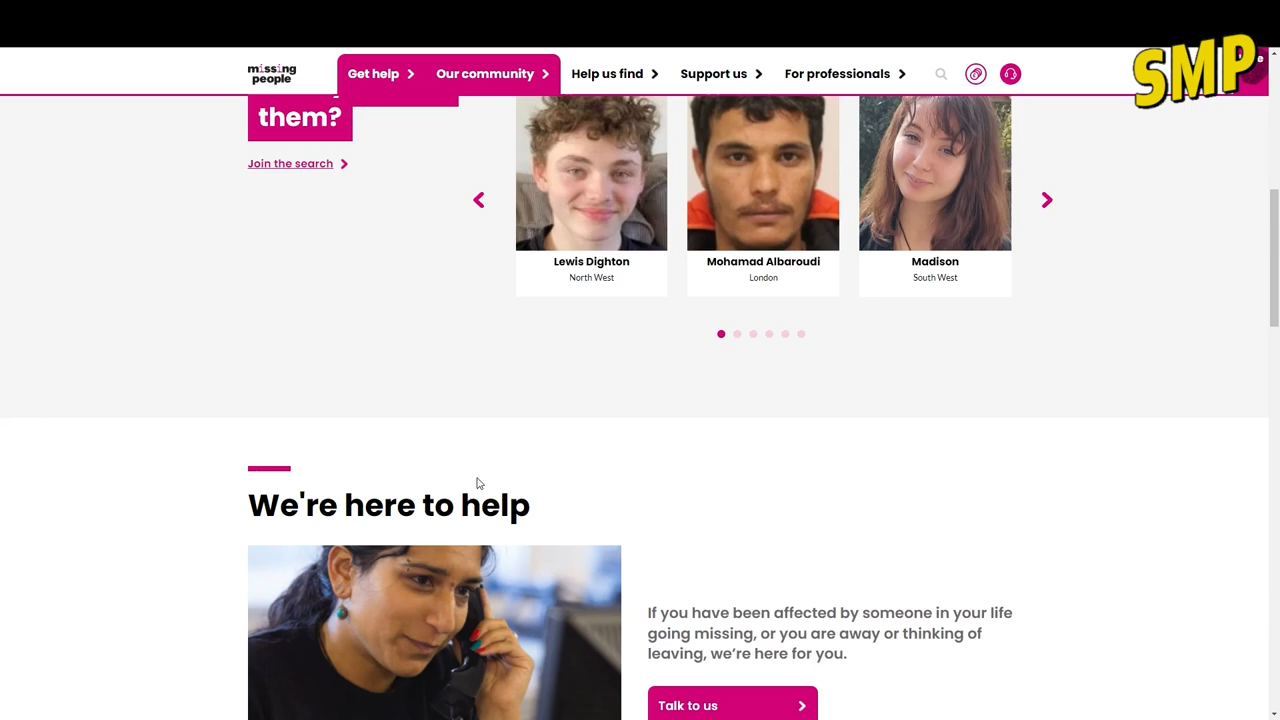 missing
people
Get help
Our community
Help us find
Support us
For professionals
SMP
them?
Join the search
Lewis Dighton
North West
Mohamad Albaroudi
London
Madison
South West
We're here to help
If you have been affected by someone in your life
going missing, or you are away or thinking of
leaving, we're here for you.
Talk to us